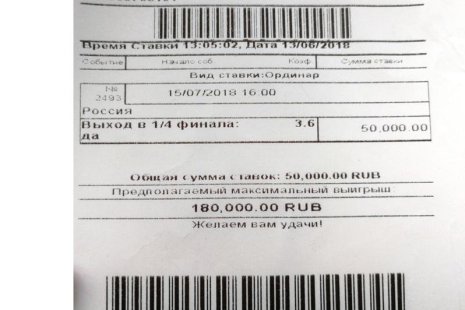 Время Ставки 13:05:02, Дата 13/06/2018
Событие Начало соб. Коэф Сумма ставки
Вид ставки:Ординар
№ 2493 15/07/2018 16:00
Россия
Выход в 1/4 финала: 3.6 50,000.00
да
Общая сумма ставок: 50,000.00 RUB
Предполагаемый максимальный выигрыш:
180,000.00 RUB
Желаем вам удачи!